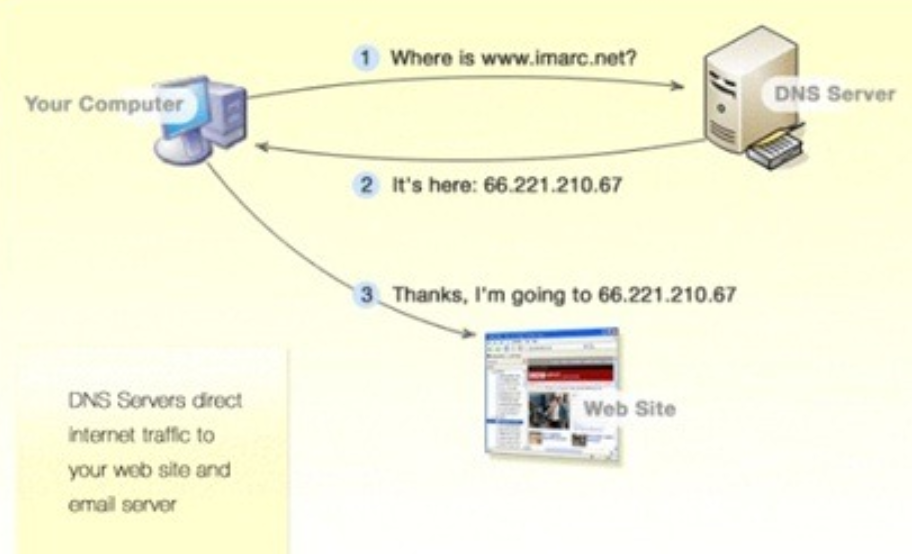 1 Where is www.imarc.net?
Your Computer
DNS Server
2 It's here: 66.221.210.67
3 Thanks, I'm going to 66.221.210.67
Web Site
DNS Servers direct
internet traffic to
your web site and
email server